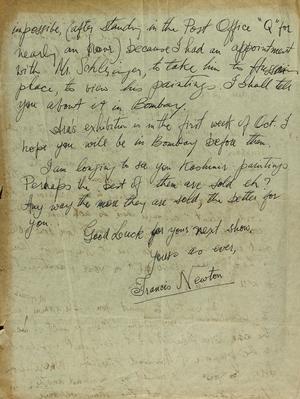 impossible, (after standing in the Post Office "Q" for
nearly an hour) because I had an appointment
with Mr. Schlesinger, to take him to Hussain
place, to view his paintings. I shall tell
you about it in Bombay.
exhibition is in the first week of Oct. I
hope you will be in Bombay before then.
I am longing to see you Kashmir paintings
Perhaps the best of them are sold eh?
Any way the more they are sold, the better for
you
Good Luck for your next show,
Yours as ever,
Francis Newton